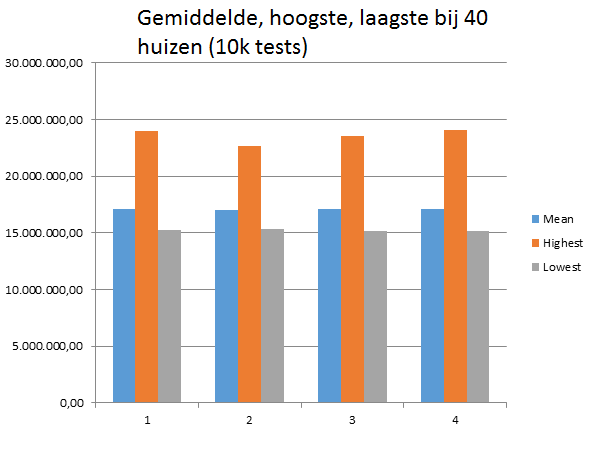 Gemiddelde, hoogste, laagste bij 40
huizen (10k tests)
30.000.000,00
25.000.000,00
20.000.000,00
15.000.000,00
10.000.000,00
5.000.000,00
0,00
1 2 3 4
Mean
Highest
Lowest